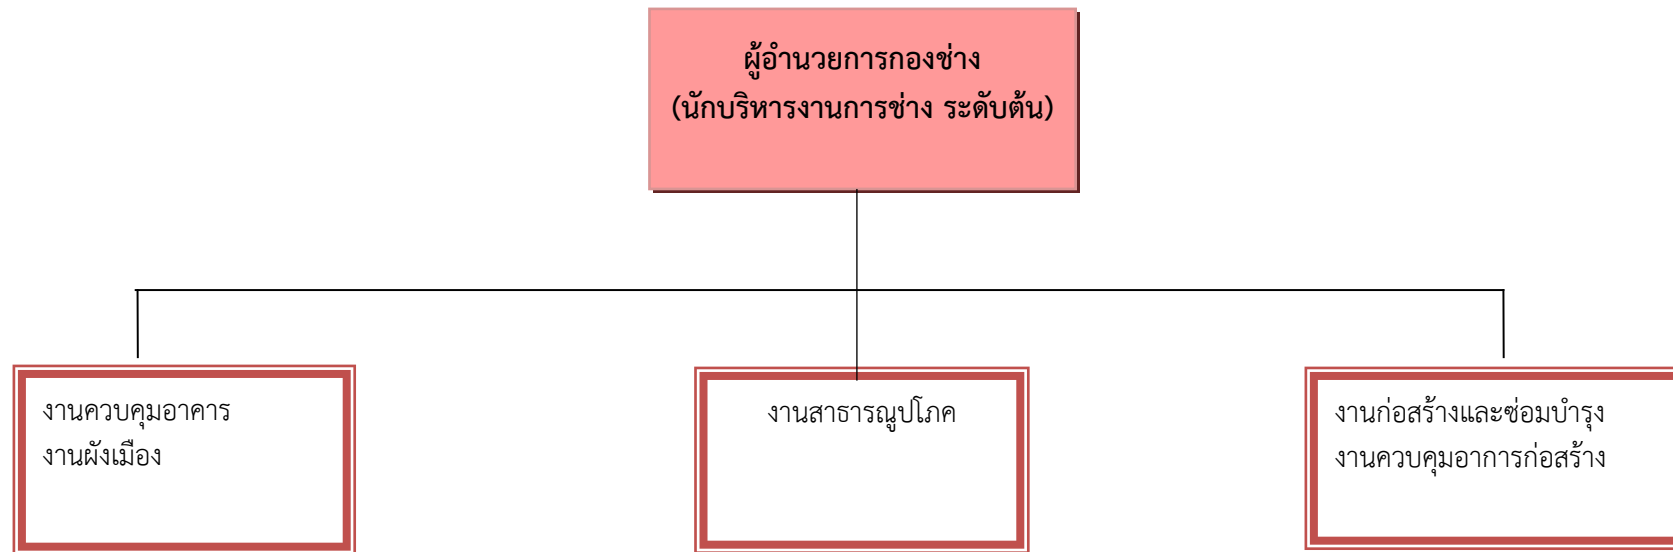 ผู้อำนวยการกองช่าง
(นักบริหารงานการช่าง ระดับต้น)
งานควบคุมอาคาร
งานผังเมือง
งานสาธารณูปโภค
งานก่อสร้างและซ่อมบำรุง
งานควบคุมอาการก่อสร้าง